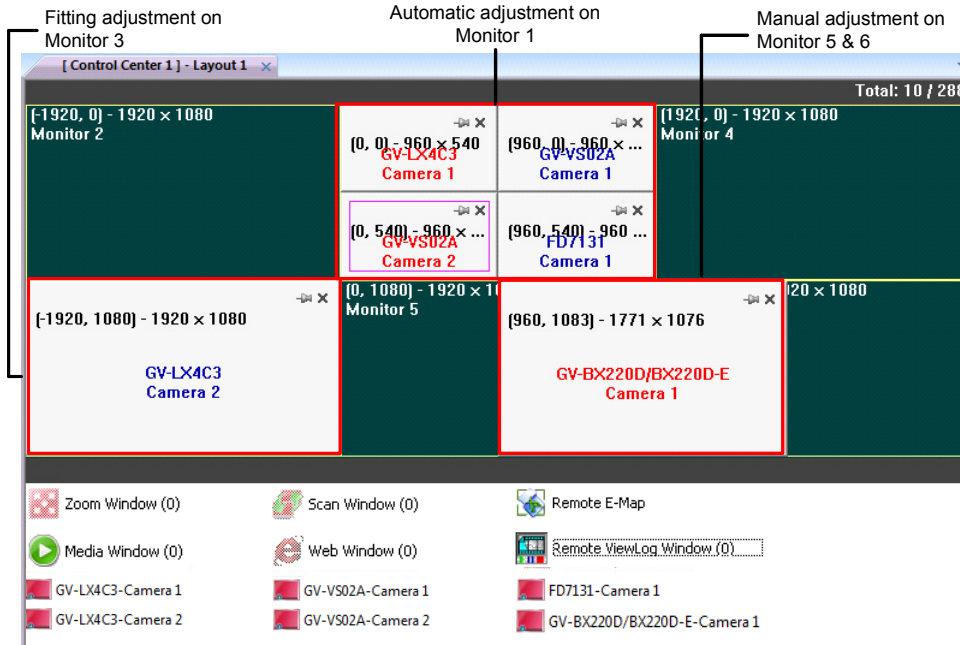 Fitting adjustment on
Monitor 3
Automatic adjustment on
Monitor 1
Manual adjustment on
Monitor 5 & 6
[ Control Center 1 ] - Layout 1
Total: 10 / 288
(-1920, 0) - 1920 × 1080
Monitor 2
(0, 0) - 960 × 540
GV-LX4C3
Camera 1
(960, 0) - 960 × ...
GV-VS02A
Camera 1
(1920, 0) - 1920 × 1080
Monitor 4
(0, 540) - 960 × ...
GV-VS02A
Camera 2
(960, 540) - 960 ...
FD7131
Camera 1
(-1920, 1080) - 1920 × 1080
GV-LX4C3
Camera 2
(0, 1080) - 1920 × 1
Monitor 5
(960, 1083) - 1771 × 1076
GV-BX220D/BX220D-E
Camera 1
20 × 1080
Zoom Window (0)
Scan Window (0)
Remote E-Map
Media Window (0)
Web Window (0)
Remote ViewLog Window (0)
GV-LX4C3-Camera 1
GV-VS02A-Camera 1
FD7131-Camera 1
GV-LX4C3-Camera 2
GV-VS02A-Camera 2
GV-BX220D/BX220D-E-Camera 1